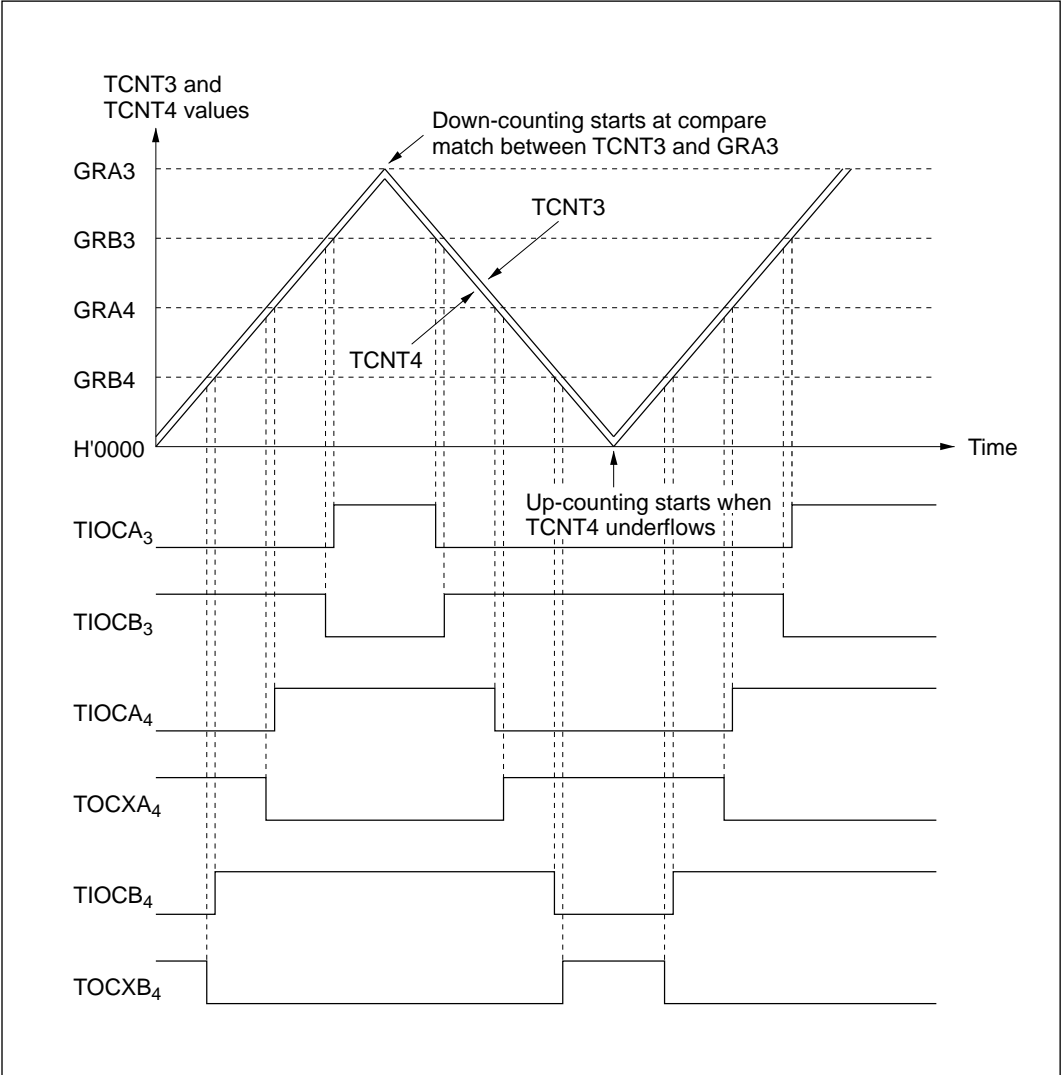 TCNT3 and
TCNT4 values
Down-counting starts at compare
match between TCNT3 and GRA3
GRA3
TCNT3
GRB3
GRA4
TCNT4
GRB4
H'0000
Time
Up-counting starts when
TCNT4 underflows
TIOCA3
TIOCB3
TIOCA4
TOCXA4
TIOCB4
TOCXB4